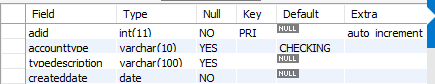 Field Type Null Key Default Extra
adid int(11) NO PRI NULL auto_increment
accounttype varchar(10) YES CHECKING
typedescription varchar(100) YES NULL
createddate date NO NULL